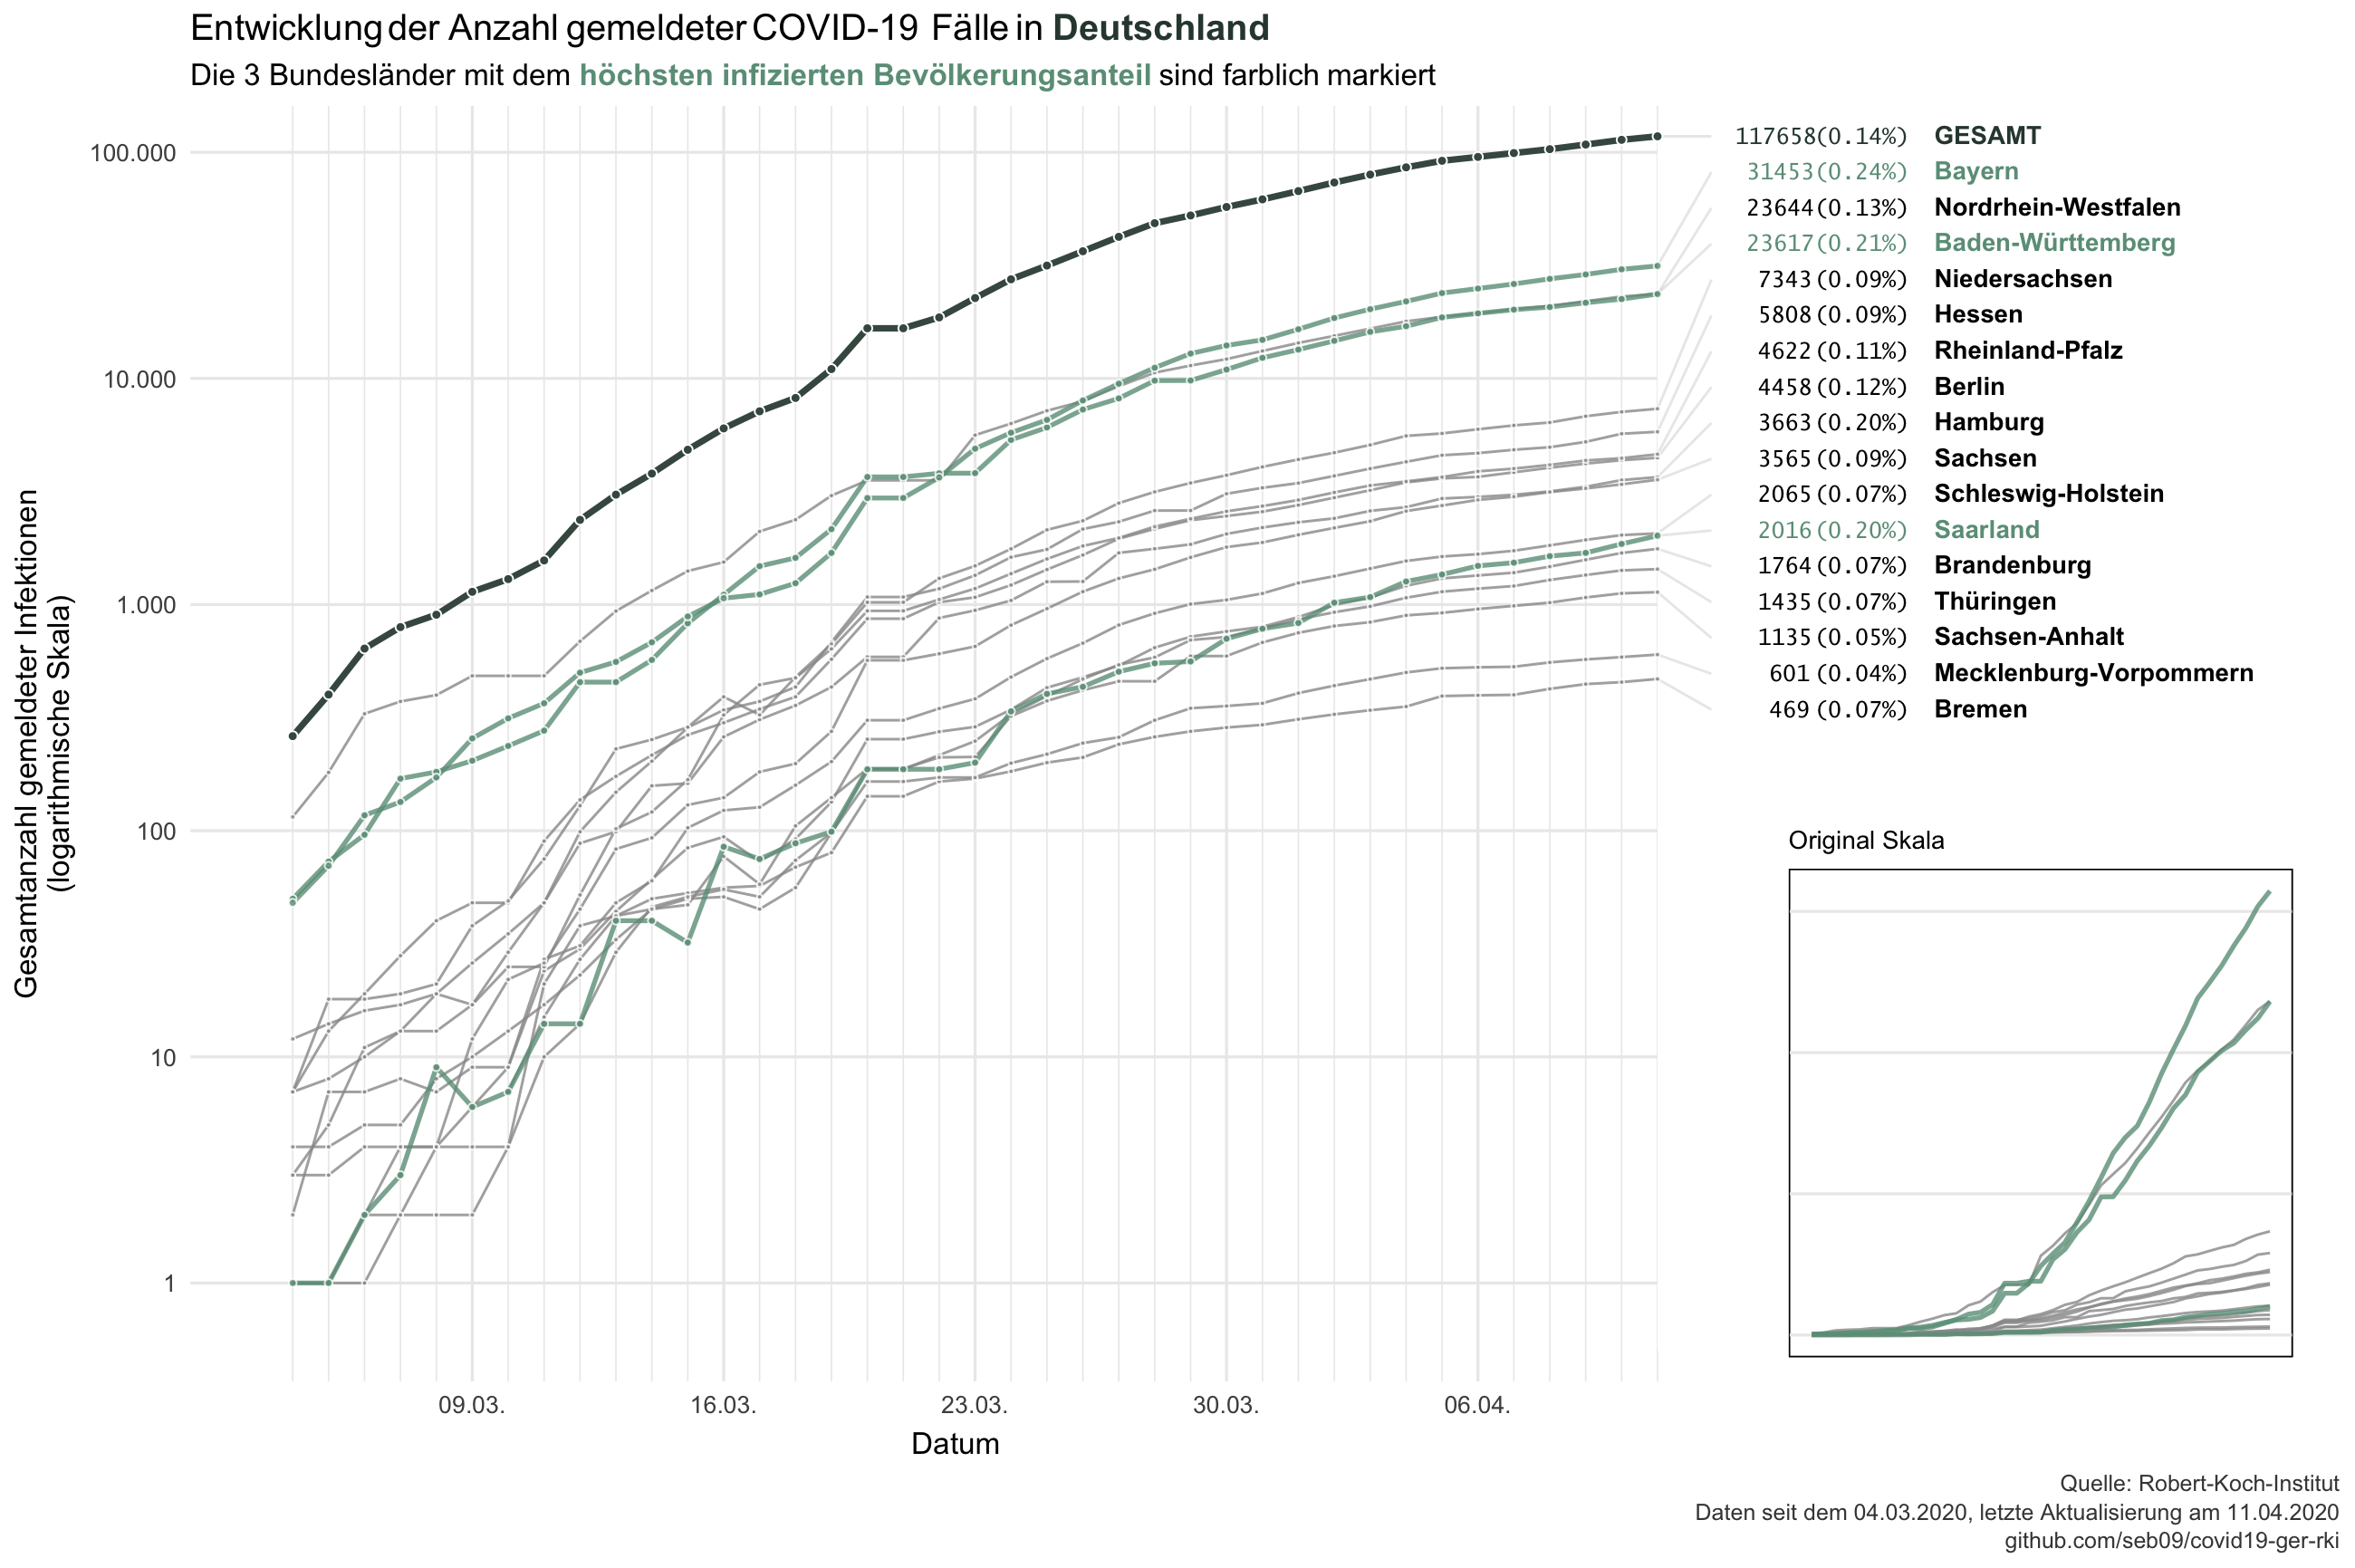 Entwicklung der Anzahl gemeldeter COVID-19 Fälle in Deutschland
Die 3 Bundesländer mit dem höchsten infizierten Bevölkerungsanteil sind farblich markiert
Gesamtanzahl gemeldeter Infektionen
(logarithmische Skala)
100.000
10.000
1.000
100
10
1
09.03.
16.03.
23.03.
30.03.
06.04.
Datum
117658(0.14%) GESAMT
31453(0.24%) Bayern
23644(0.13%) Nordrhein-Westfalen
23617(0.21%) Baden-Württemberg
7343(0.09%) Niedersachsen
5808(0.09%) Hessen
4622(0.11%) Rheinland-Pfalz
4458(0.12%) Berlin
3663(0.20%) Hamburg
3565(0.09%) Sachsen
2065(0.07%) Schleswig-Holstein
2016(0.20%) Saarland
1764(0.07%) Brandenburg
1435(0.07%) Thüringen
1135(0.05%) Sachsen-Anhalt
601(0.04%) Mecklenburg-Vorpommern
469(0.07%) Bremen
Original Skala
Quelle: Robert-Koch-Institut
Daten seit dem 04.03.2020, letzte Aktualisierung am 11.04.2020
github.com/seb09/covid19-ger-rki